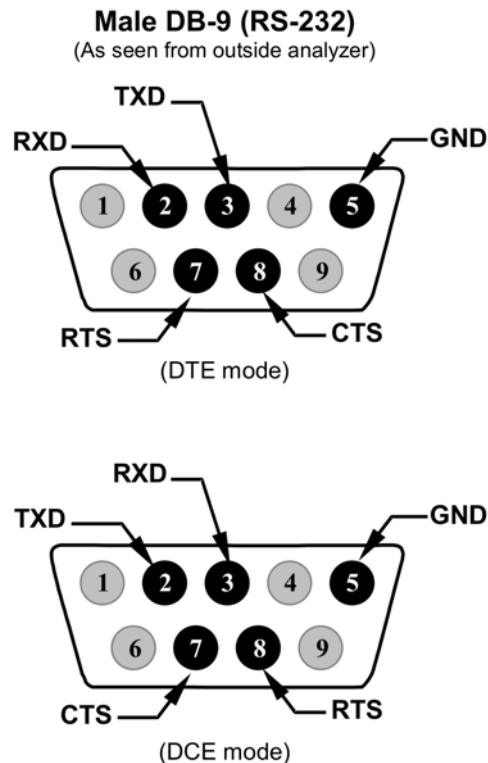 Male DB-9 (RS-232)
(As seen from outside analyzer)
TXD
RXD
GND
1 2 3 4 5
6 7 8 9
RTS
CTS
(DTE mode)
RXD
TXD
GND
1 2 3 4 5
6 7 8 9
CTS
RTS
(DCE mode)